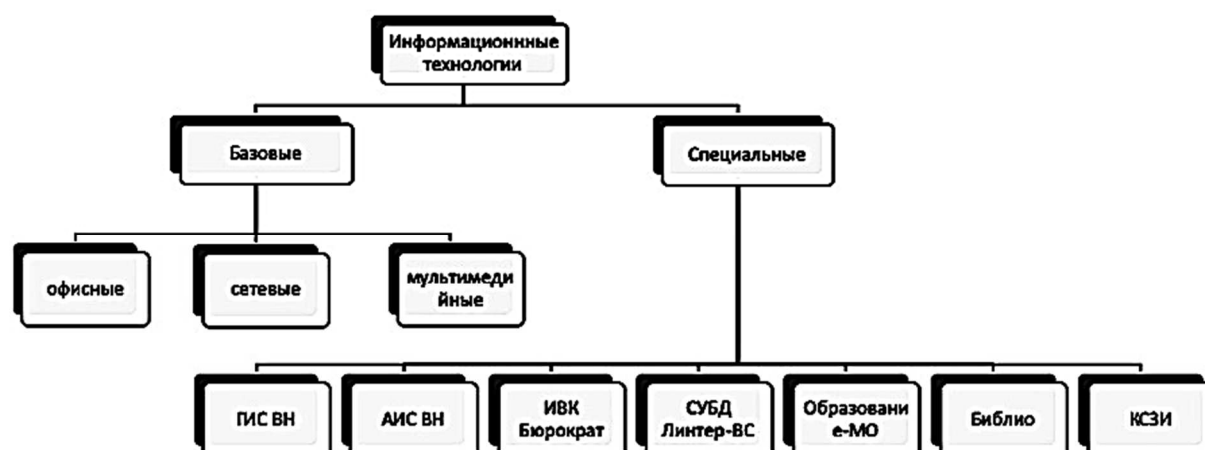 Информационнные
технологии
Базовые
Специальные
офисные
сетевые
мультимеди
йные
ГИС ВН
АИС ВН
ИВК
Бюрократ
СУБД
Линтер-ВС
Образовани
е-МО
Библио
КСЗИ